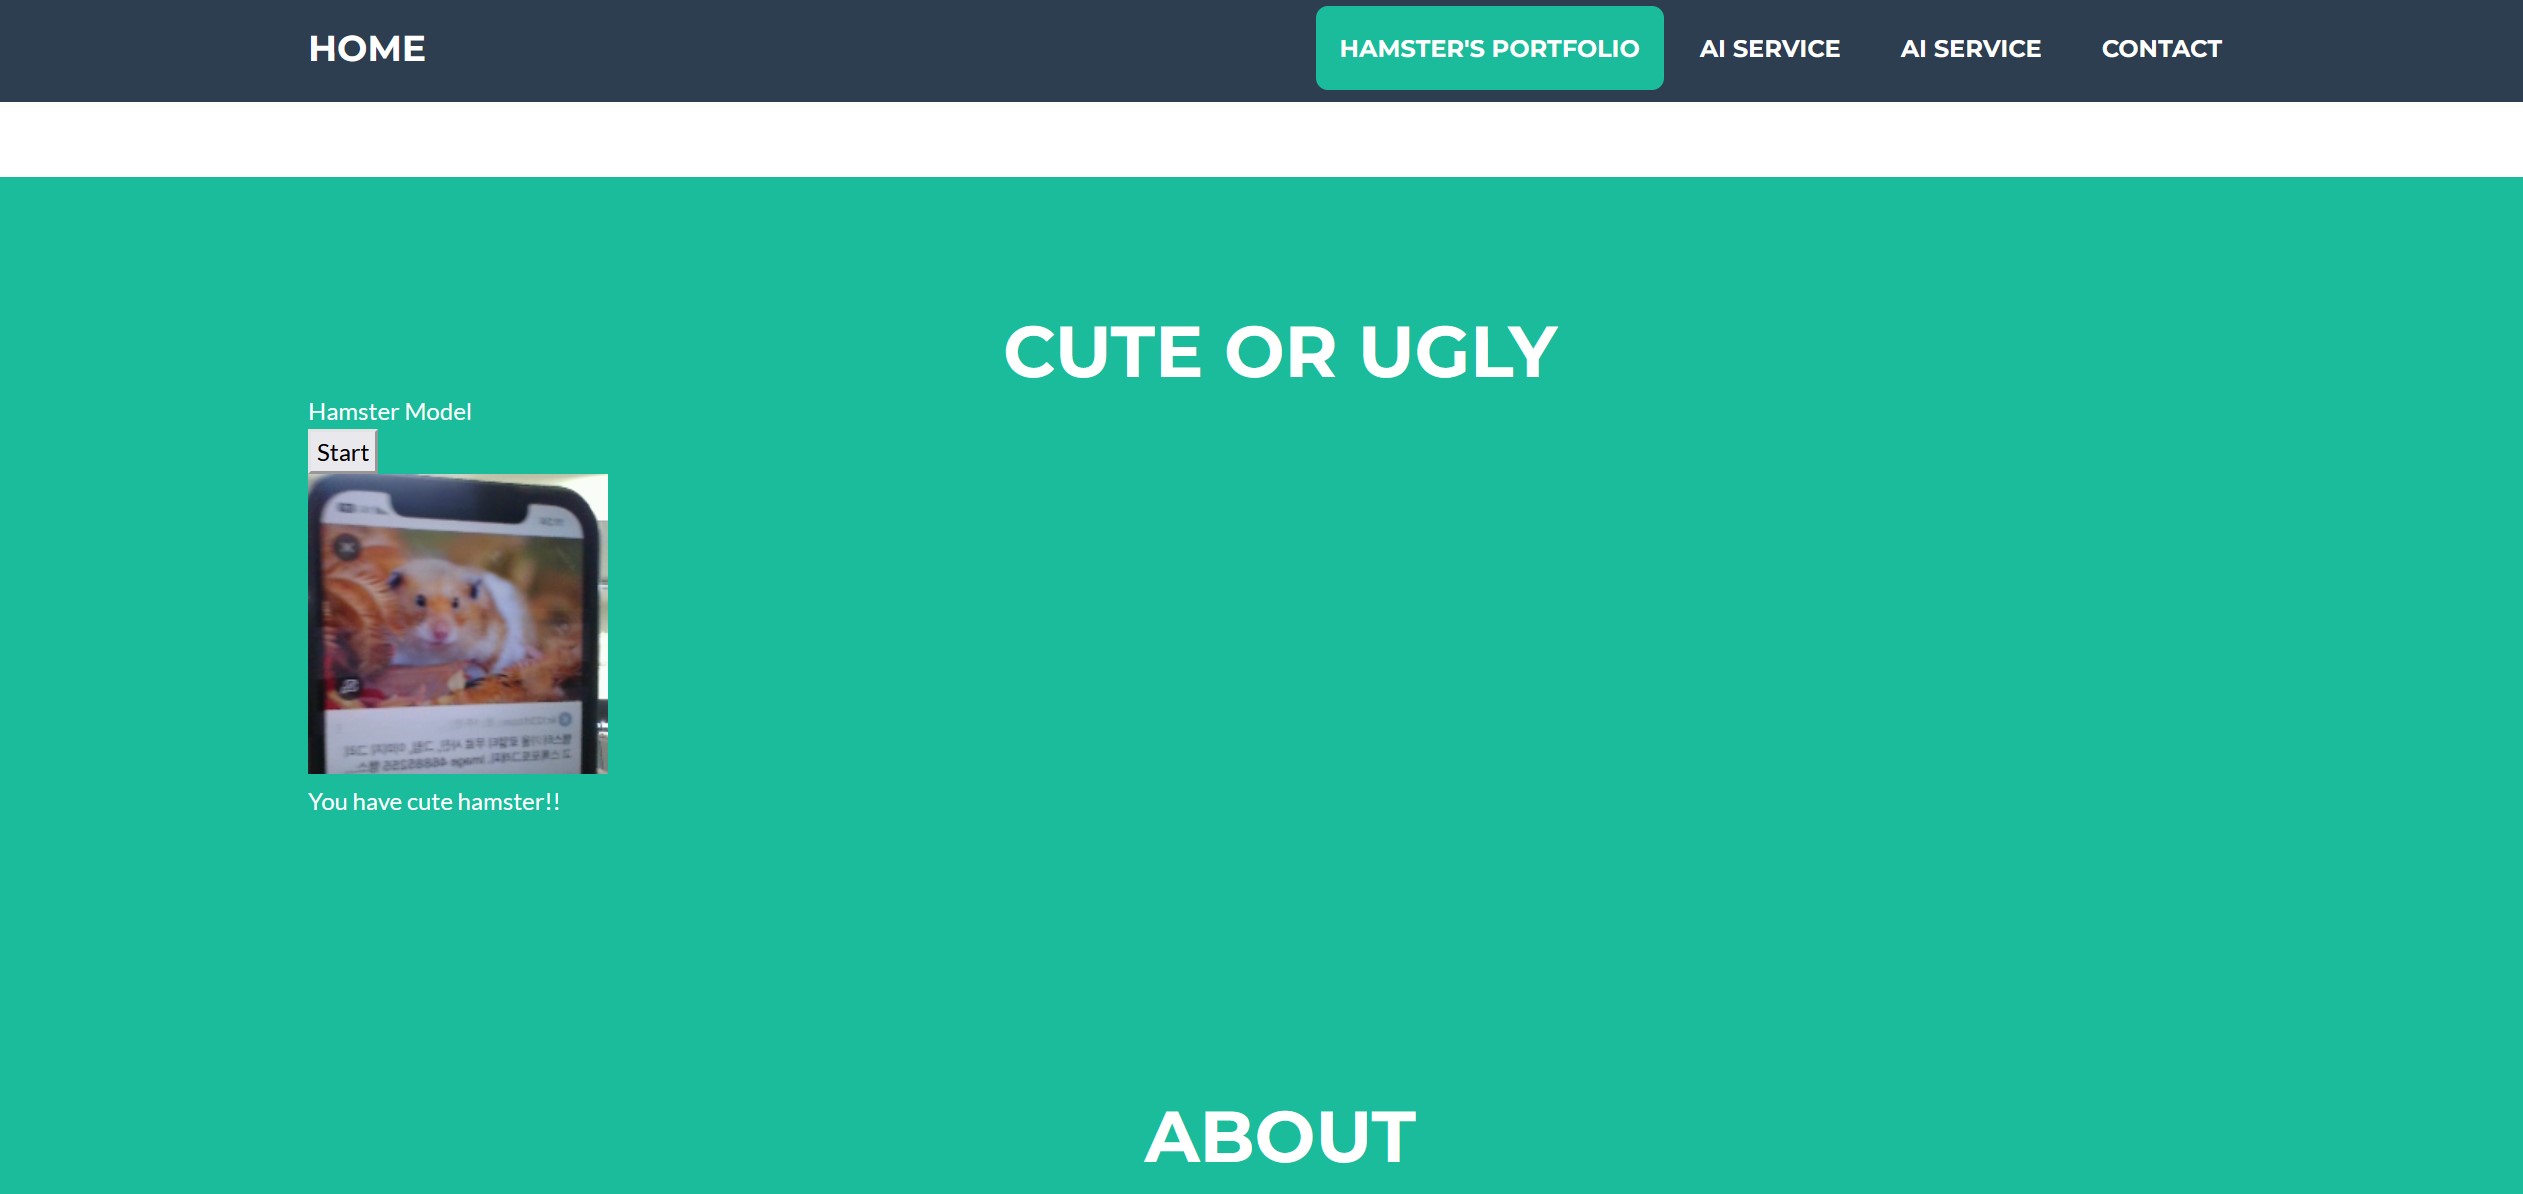 HOME
HAMSTER'S PORTFOLIO
AI SERVICE
AI SERVICE
CONTACT
CUTE OR UGLY
Hamster Model
Start
You have cute hamster!!
ABOUT